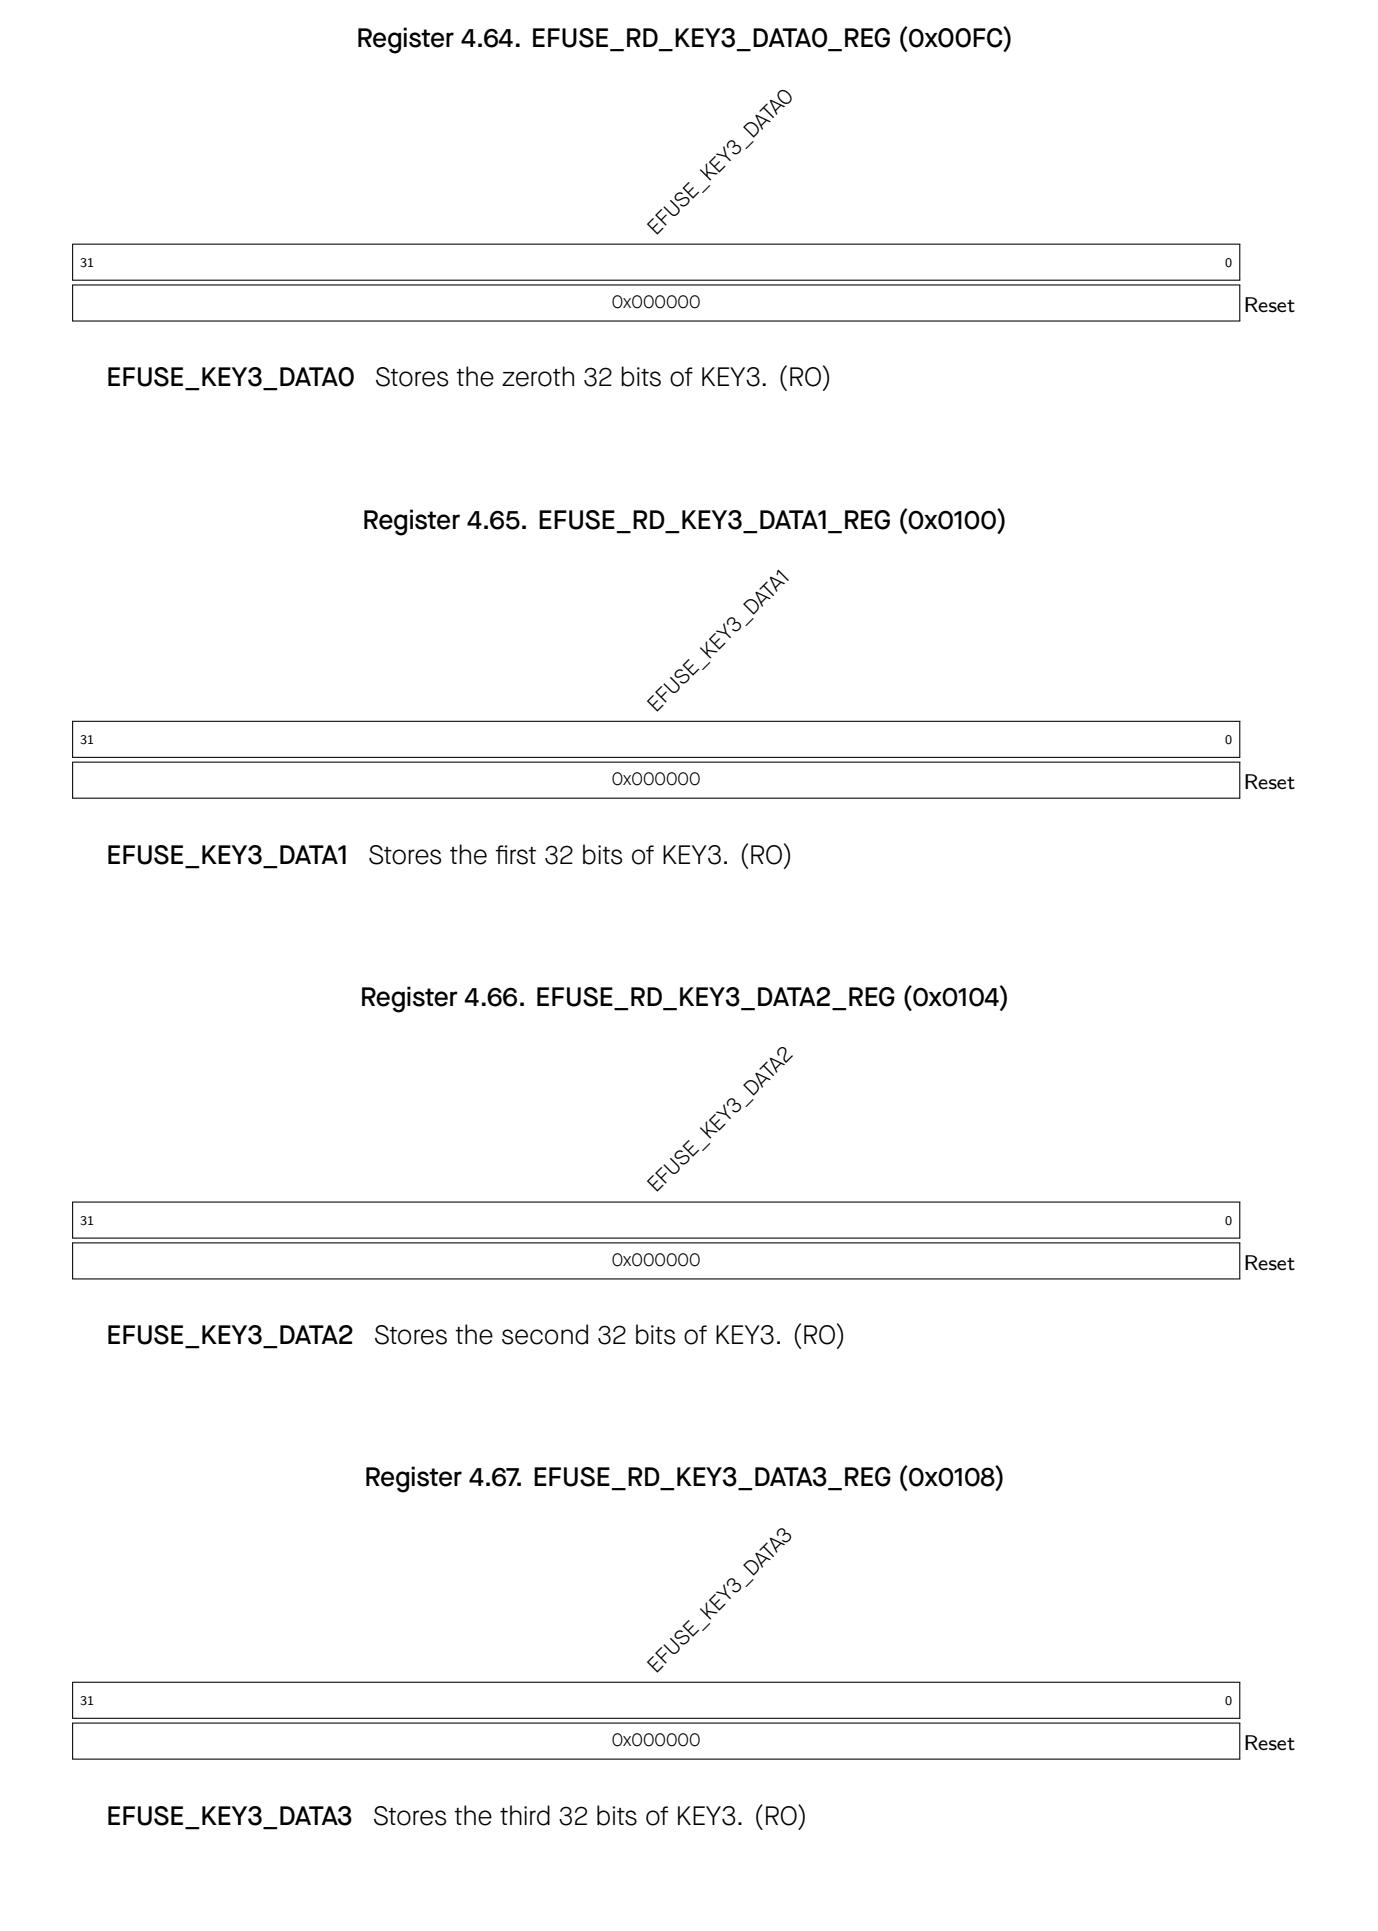 Register 4.64. EFUSE_RD_KEY3_DATA0_REG (0x00FC)
EFUSE_KEY3_DATA0
31 0
0x000000 Reset
EFUSE_KEY3_DATA0 Stores the zeroth 32 bits of KEY3. (RO)
Register 4.65. EFUSE_RD_KEY3_DATA1_REG (0x0100)
EFUSE_KEY3_DATA1
31 0
0x000000 Reset
EFUSE_KEY3_DATA1 Stores the first 32 bits of KEY3. (RO)
Register 4.66. EFUSE_RD_KEY3_DATA2_REG (0x0104)
EFUSE_KEY3_DATA2
31 0
0x000000 Reset
EFUSE_KEY3_DATA2 Stores the second 32 bits of KEY3. (RO)
Register 4.67. EFUSE_RD_KEY3_DATA3_REG (0x0108)
EFUSE_KEY3_DATA3
31 0
0x000000 Reset
EFUSE_KEY3_DATA3 Stores the third 32 bits of KEY3. (RO)